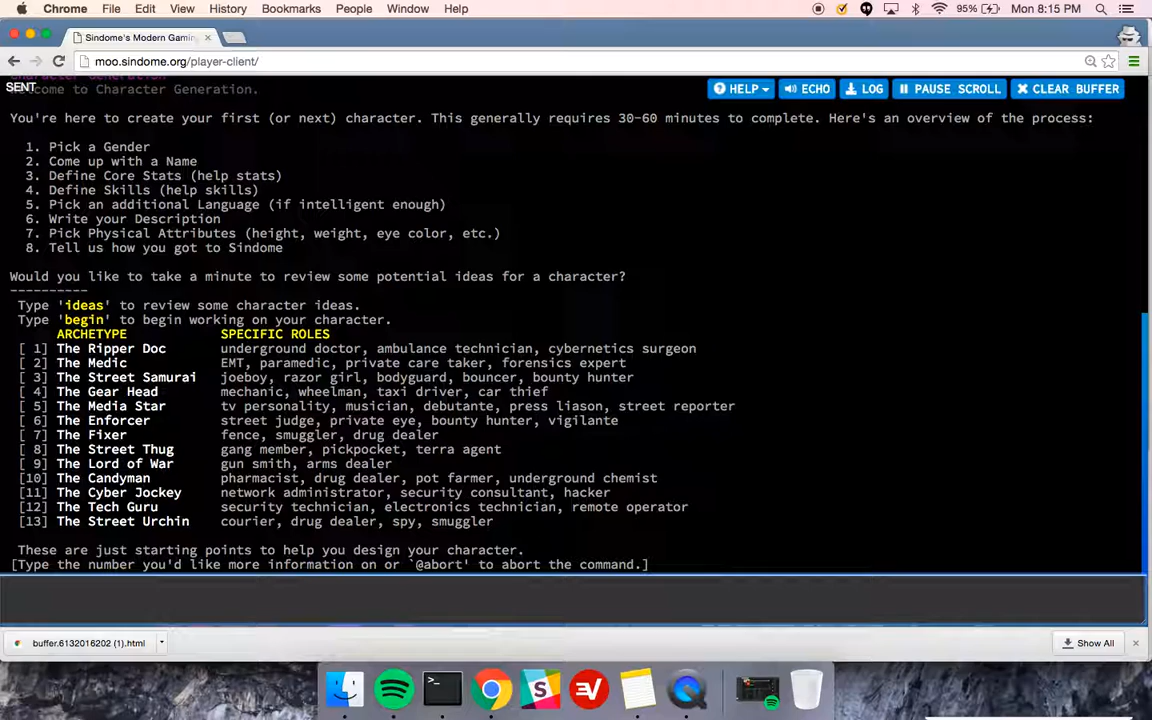 Chrome File Edit View History Bookmarks People Window Help 95% Mon 8:15 PM
Sindome's Modern Gamin
moo.sindome.org/player-client/
Character Generation
SENT
Welcome to Character Generation.
HELP ECHO LOG PAUSE SCROLL CLEAR BUFFER
You're here to create your first (or next) character. This generally requires 30-60 minutes to complete. Here's an overview of the process:
1. Pick a Gender
2. Come up with a Name
3. Define Core Stats (help stats)
4. Define Skills (help skills)
5. Pick an additional Language (if intelligent enough)
6. Write your Description
7. Pick Physical Attributes (height, weight, eye color, etc.)
8. Tell us how you got to Sindome
Would you like to take a minute to review some potential ideas for a character?
----------
Type 'ideas' to review some character ideas.
Type 'begin' to begin working on your character.
ARCHETYPE SPECIFIC ROLES
[ 1] The Ripper Doc underground doctor, ambulance technician, cybernetics surgeon
[ 2] The Medic EMT, paramedic, private care taker, forensics expert
[ 3] The Street Samurai joeboy, razor girl, bodyguard, bouncer, bounty hunter
[ 4] The Gear Head mechanic, wheelman, taxi driver, car thief
[ 5] The Media Star tv personality, musician, debutante, press liason, street reporter
[ 6] The Enforcer street judge, private eye, bounty hunter, vigilante
[ 7] The Fixer fence, smuggler, drug dealer
[ 8] The Street Thug gang member, pickpocket, terra agent
[ 9] The Lord of War gun smith, arms dealer
[10] The Candyman pharmacist, drug dealer, pot farmer, underground chemist
[11] The Cyber Jockey network administrator, security consultant, hacker
[12] The Tech Guru security technician, electronics technician, remote operator
[13] The Street Urchin courier, drug dealer, spy, smuggler
These are just starting points to help you design your character.
[Type the number you'd like more information on or `@abort' to abort the command.]
buffer.6132016202 (1).html
Show All